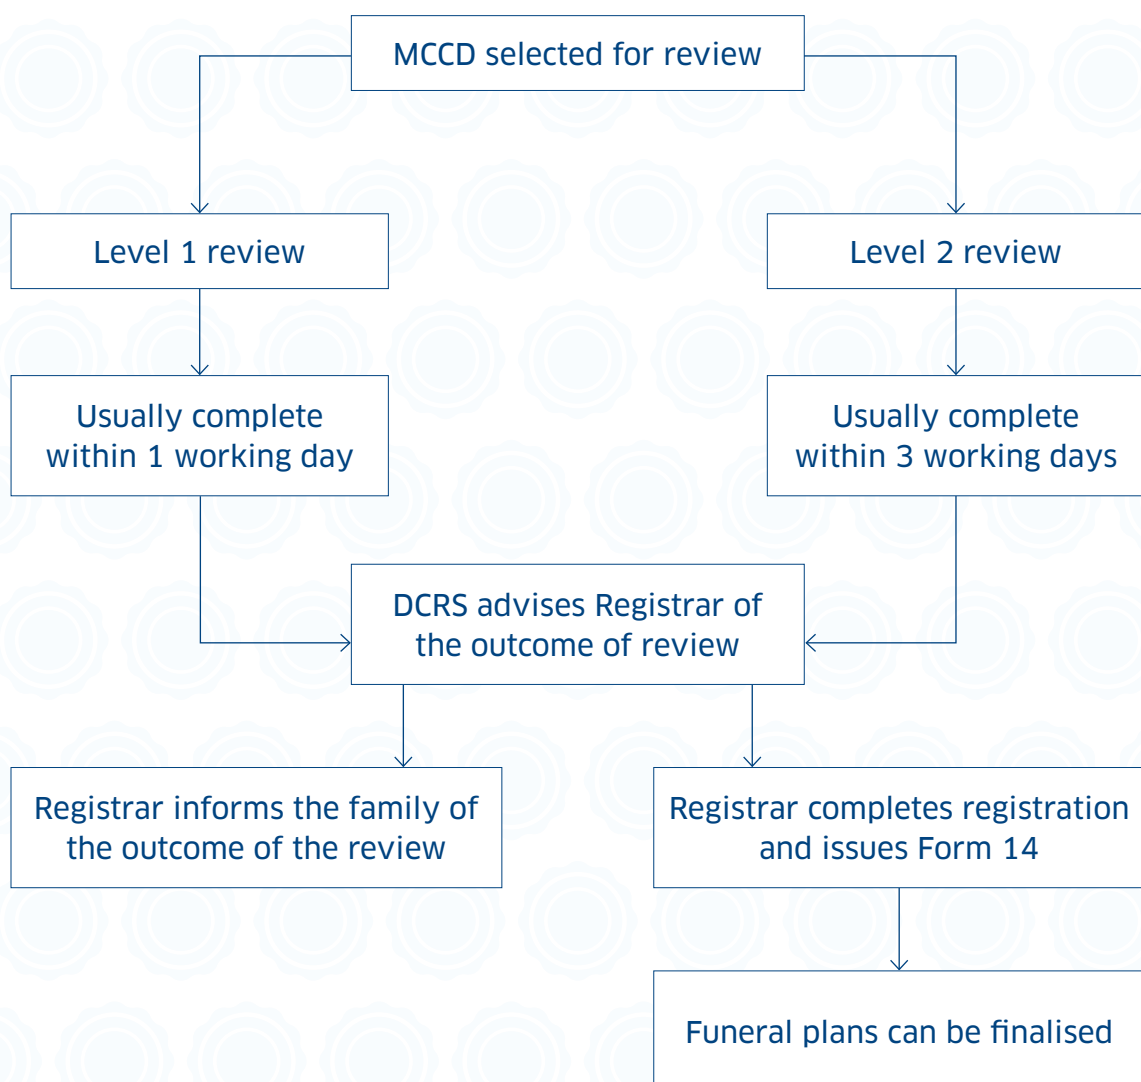 MCCD selected for review
Level 1 review
Level 2 review
Usually complete
within 1 working day
Usually complete
within 3 working days
DCRS advises Registrar of
the outcome of review
Registrar informs the family of
the outcome of the review
Registrar completes registration
and issues Form 14
Funeral plans can be finalised